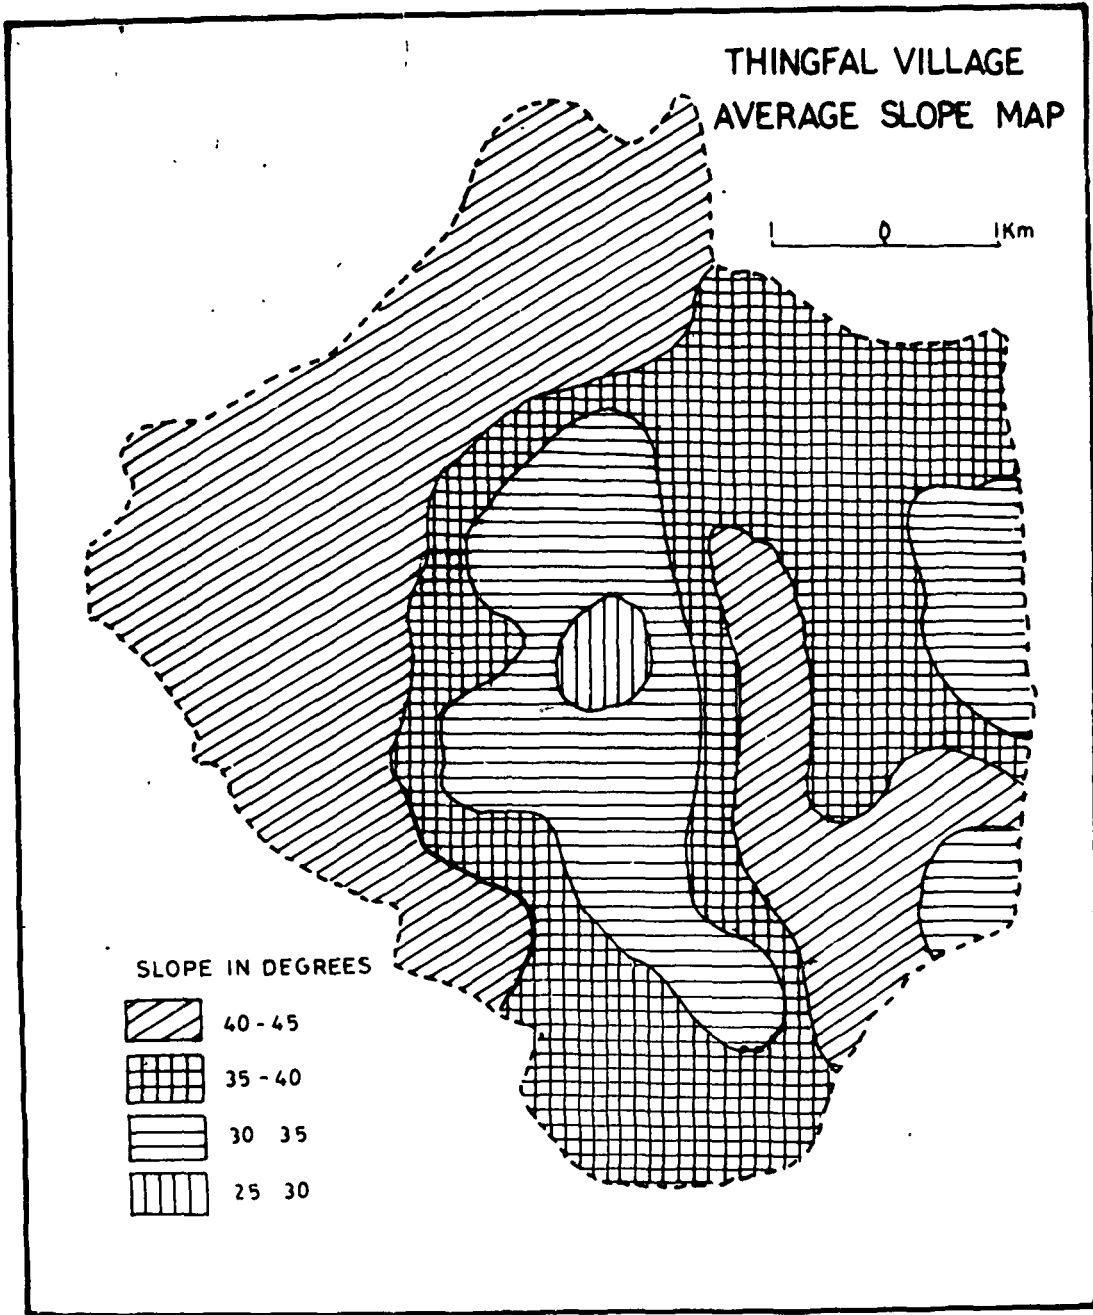 THINGFAL VILLAGE
AVERAGE SLOPE MAP
1 0 1Km
SLOPE IN DEGREES
40-45
35-40
30 35
25 30